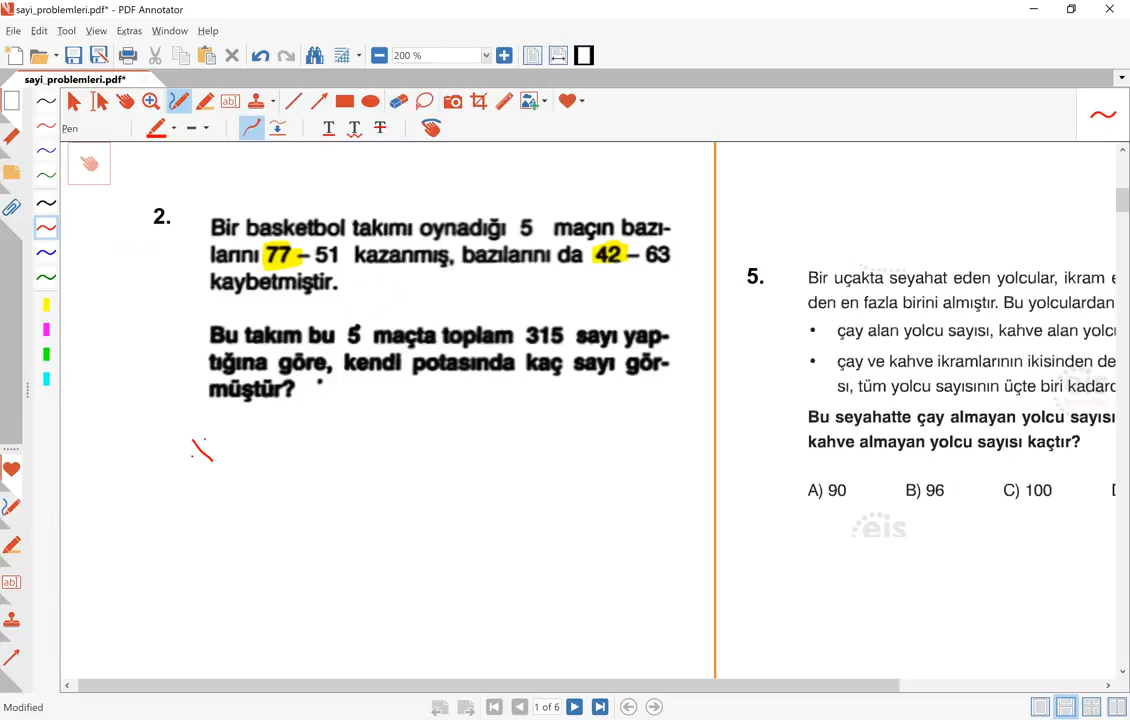 sayi_problemleri.pdf* - PDF Annotator
File Edit Tool View Extras Window Help
200 %
sayi_problemleri.pdf*
Pen
2.
Bir basketbol takımı oynadığı 5 maçın bazı-
larını 77 – 51 kazanmış, bazılarını da 42 – 63
kaybetmiştir.
Bu takım bu 5 maçta toplam 315 sayı yap-
tığına göre, kendi potasında kaç sayı gör-
müştür?
5.
Bir uçakta seyahat eden yolcular, ikram e
den en fazla birini almıştır. Bu yolculardan
• çay alan yolcu sayısı, kahve alan yolcu
• çay ve kahve ikramlarının ikisinden de
sı, tüm yolcu sayısının üçte biri kadard
Bu seyahatte çay almayan yolcu sayısı
kahve almayan yolcu sayısı kaçtır?
A) 90 B) 96 C) 100
eis
Modified
1 of 6